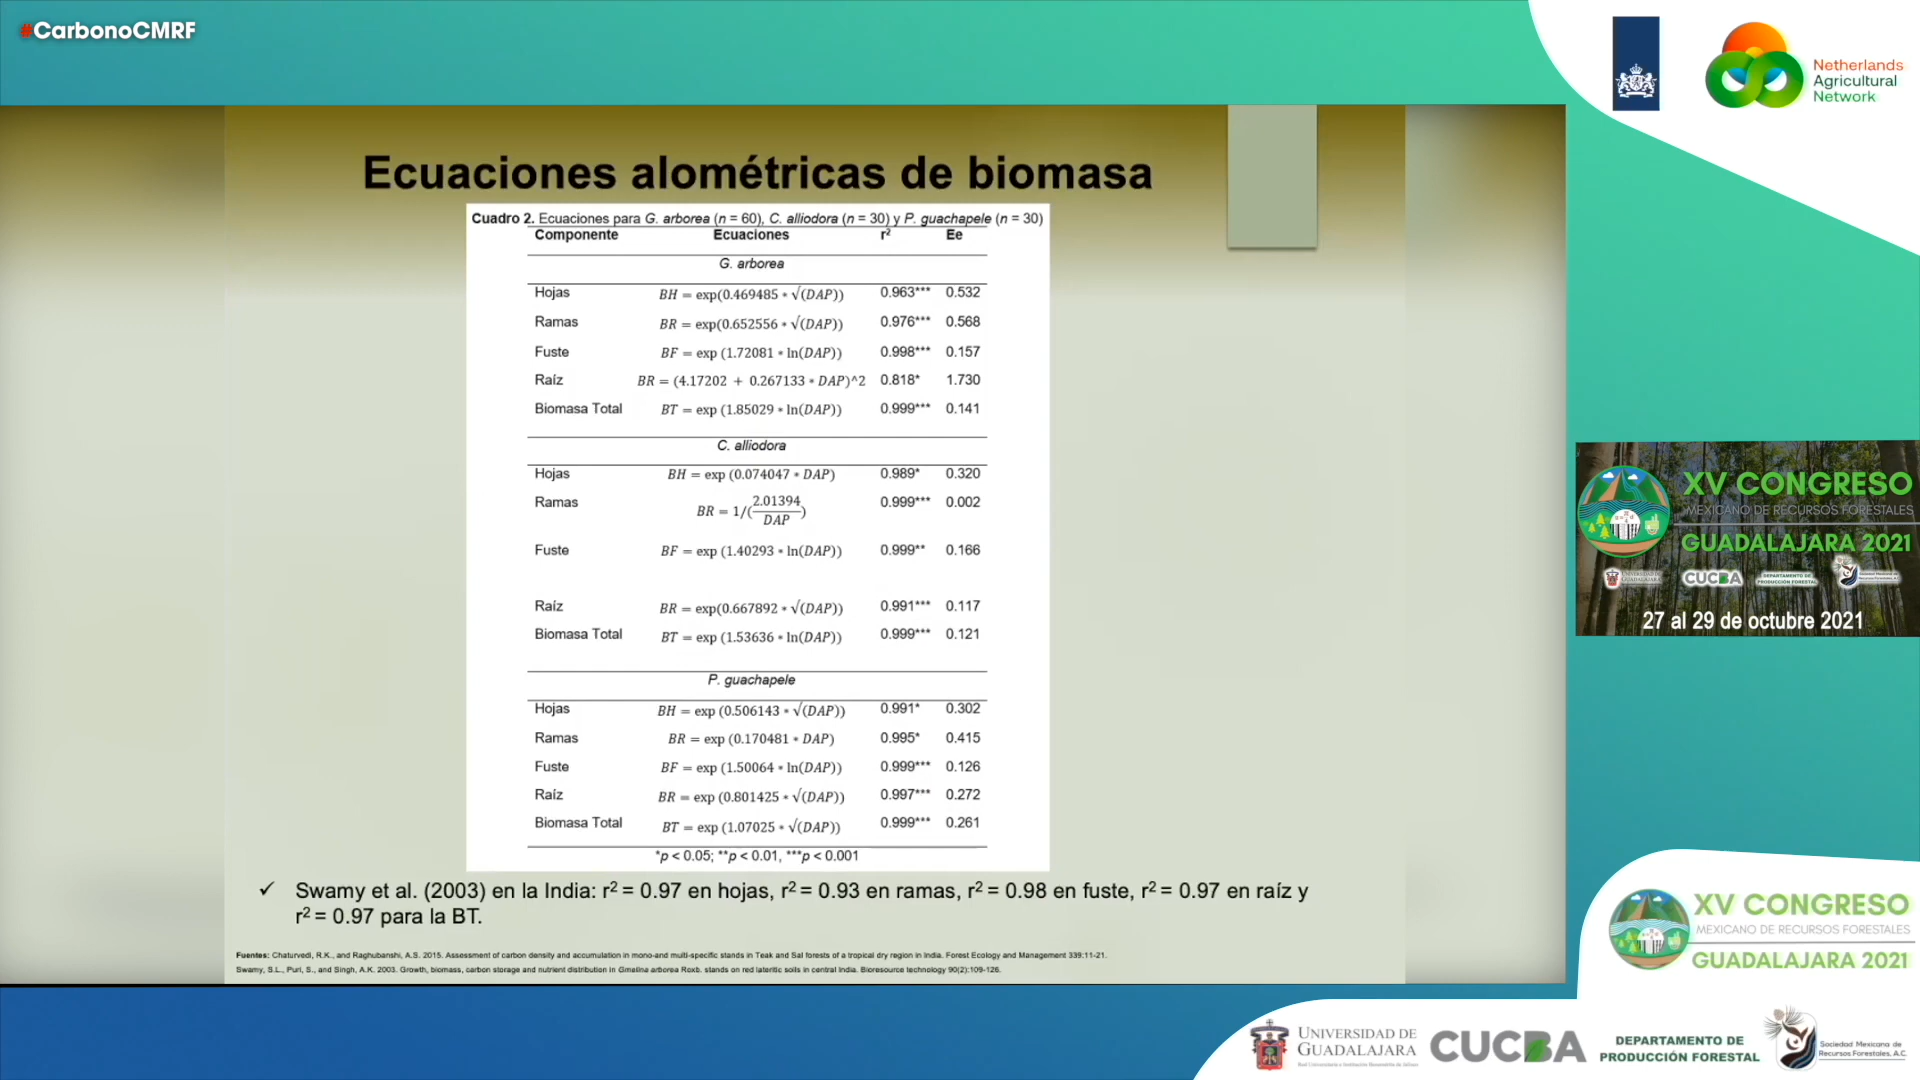 #CarbonoCMRF
Netherlands
Agricultural
Network
Ecuaciones alométricas de biomasa
Cuadro 2. Ecuaciones para G. arborea (n = 60), C. alliodora (n = 30) y P. guachapele (n = 30)
Componente Ecuaciones r² Ee
G. arborea
Hojas BH = exp(0.469485 * √(DAP)) 0.963*** 0.532
Ramas BR = exp(0.652556 * √(DAP)) 0.976*** 0.568
Fuste BF = exp (1.72081 * ln(DAP)) 0.998*** 0.157
Raíz BR = (4.17202 + 0.267133 * DAP)^2 0.818* 1.730
Biomasa Total BT = exp (1.85029 * ln(DAP)) 0.999*** 0.141
C. alliodora
Hojas BH = exp (0.074047 * DAP) 0.989* 0.320
Ramas BR = 1/(2.01394/DAP) 0.999*** 0.002
Fuste BF = exp (1.40293 * ln(DAP)) 0.999** 0.166
Raíz BR = exp(0.667892 * √(DAP)) 0.991*** 0.117
Biomasa Total BT = exp (1.53636 * ln(DAP)) 0.999*** 0.121
P. guachapele
Hojas BH = exp (0.506143 * √(DAP)) 0.991* 0.302
Ramas BR = exp (0.170481 * DAP) 0.995* 0.415
Fuste BF = exp (1.50064 * ln(DAP)) 0.999*** 0.126
Raíz BR = exp (0.801425 * √(DAP)) 0.997*** 0.272
Biomasa Total BT = exp (1.07025 * √(DAP)) 0.999*** 0.261
*p < 0.05; **p < 0.01, ***p < 0.001
✓ Swamy et al. (2003) en la India: r² = 0.97 en hojas, r² = 0.93 en ramas, r² = 0.98 en fuste, r² = 0.97 en raíz y
r² = 0.97 para la BT.
Fuentes: Chaturvedi, R.K., and Raghubanshi, A.S. 2015. Assessment of carbon density and accumulation in mono-and multi-specific stands in Teak and Sal forests of a tropical dry region in India. Forest Ecology and Management 339:11-21.
Swamy, S.L., Puri, S., and Singh, A.K. 2003. Growth, biomass, carbon storage and nutrient distribution in Gmelina arborea Roxb. stands on red lateritic soils in central India. Bioresource technology 90(2):109-126.
XV CONGRESO
MEXICANO DE RECURSOS FORESTALES
GUADALAJARA 2021
CUCBA
27 al 29 de octubre 2021
XV CONGRESO
MEXICANO DE RECURSOS FORESTALES
GUADALAJARA 2021
UNIVERSIDAD DE
GUADALAJARA
CUCBA
DEPARTAMENTO DE
PRODUCCIÓN FORESTAL
Sociedad Mexicana de
Recursos Forestales, A.C.